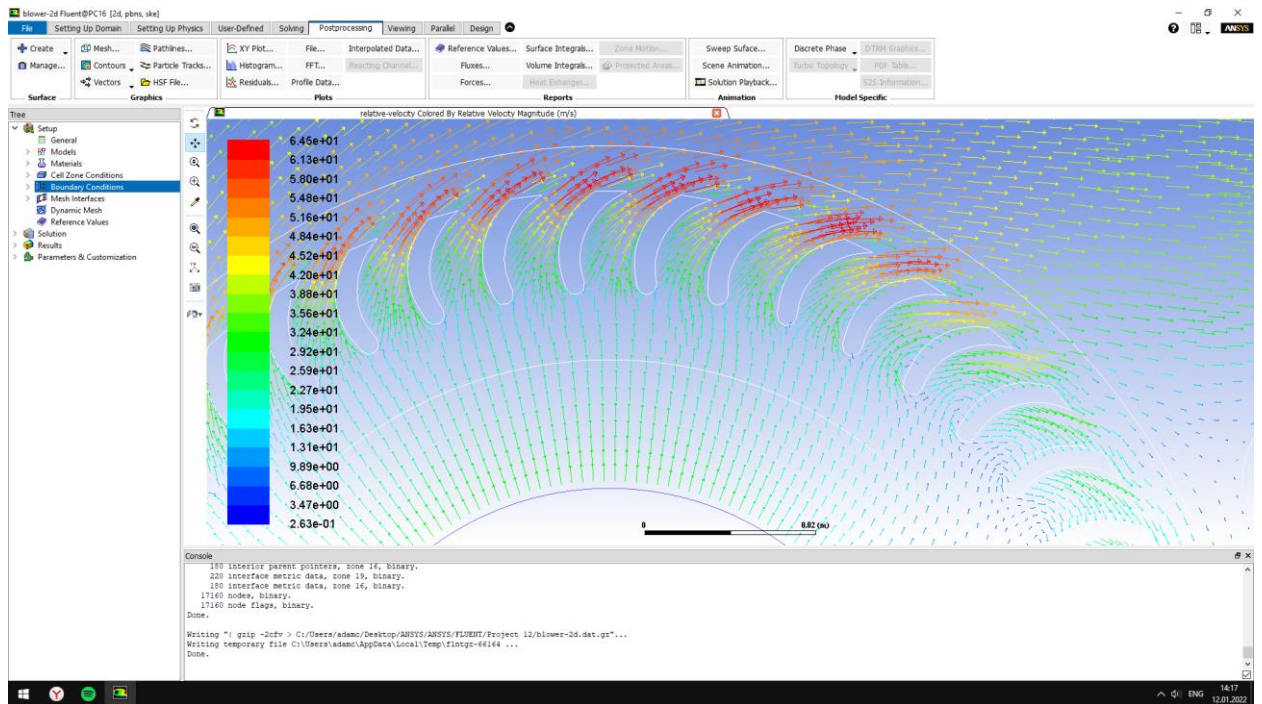 blower-2d Fluent@PC16 [2d, pbns, ske]
File Setting Up Domain Setting Up Physics User-Defined Solving Postprocessing Viewing Parallel Design ANSYS
Create Mesh... Pathlines... XY Plot... File... Interpolated Data... Reference Values... Surface Integrals... Zone Motion... Sweep Suface... Discrete Phase DTRM Graphics...
Manage... Contours Particle Tracks... Histogram... FFT... Reacting Channel... Fluxes... Volume Integrals... Projected Areas... Scene Animation... Turbo Topology PDF Table...
Vectors HSF File... Residuals... Profile Data... Forces... Heat Exhanger... Solution Playback... S2S Information...
Surface Graphics Plots Reports Animation Model Specific
Tree
Setup
General
Models
Materials
Cell Zone Conditions
Boundary Conditions
Mesh Interfaces
Dynamic Mesh
Reference Values
Solution
Results
Parameters & Customization
relative-velocity Colored By Relative Velocity Magnitude (m/s)
6.45e+01
6.13e+01
5.80e+01
5.48e+01
5.16e+01
4.84e+01
4.52e+01
4.20e+01
3.88e+01
3.56e+01
3.24e+01
2.92e+01
2.59e+01
2.27e+01
1.95e+01
1.63e+01
1.31e+01
9.89e+00
6.68e+00
3.47e+00
2.63e-01
0 0.02 (m)
Console
180 interior parent pointers, zone 16, binary.
220 interface metric data, zone 19, binary.
180 interface metric data, zone 16, binary.
17160 nodes, binary.
17160 node flags, binary.
Done.
Writing "| gzip -2cfv > C:/Users/adamc/Desktop/ANSYS/ANSYS/FLUENT/Project 12/blower-2d.dat.gz"...
Writing temporary file C:\Users\adamc\AppData\Local\Temp\flntgz-66164 ...
Done.
ENG 14:17
12.01.2022